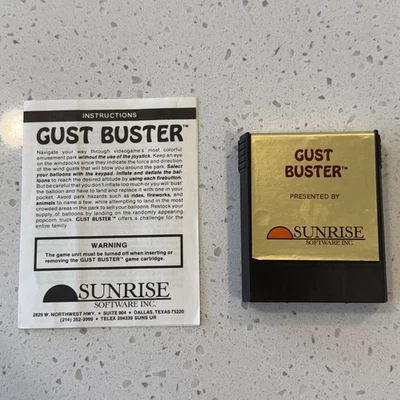 INSTRUCTIONS
GUST BUSTER™
Navigate your way through videogame's most colorful
amusement park without the use of the joystick. Keep an eye
on the windsocks since they indicate the force and direction
of the wind gusts that will blow you around the park. Select
your balloons with the keypad. Inflate and deflate the bal-
loons to reach the desired altitude by using each firebutton.
But be careful that you don't inflate too much or you will 'bust'
the balloon and have to land and replace it with one in your
pocket. Avoid park hazards such as rides, fireworks, and
animals to name a few, while attempting to land in the most
crowded areas in the park to sell your balloons. Restock your
supply of balloons by landing on the randomly appearing
popcorn truck. GUST BUSTER™ offers a challenge for the
entire family.
WARNING
The game unit must be turned off when inserting or
removing the GUST BUSTER™ game cartridge.
SUNRISE
SOFTWARE INC.
2829 W. NORTHWEST HWY. • SUITE 904 • DALLAS, TEXAS 75220
(214) 352-3990 • TELEX 294339 SUNS UR
GUST
BUSTER™
PRESENTED BY
SUNRISE
SOFTWARE INC.